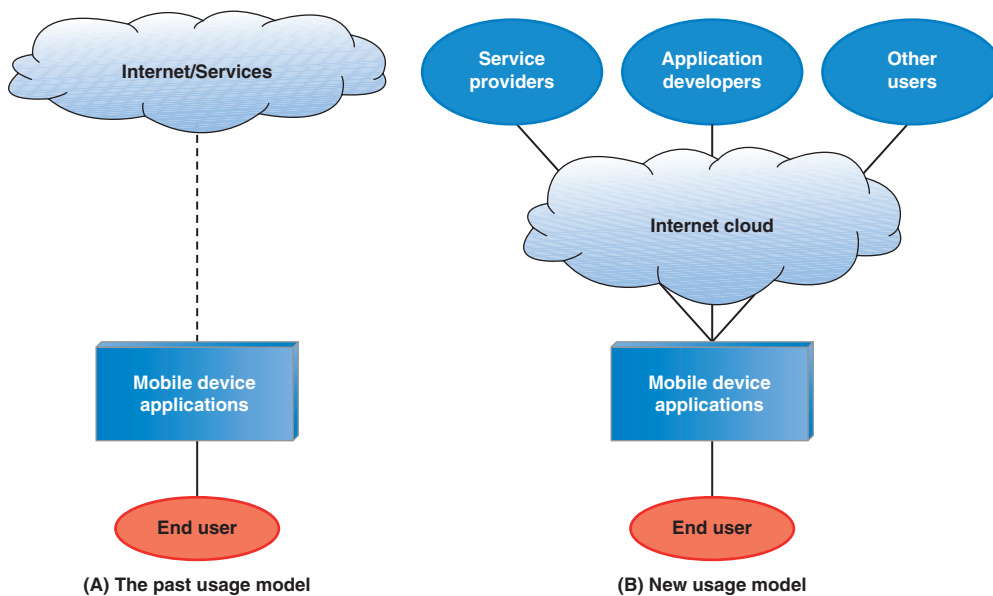 Internet/Services
Mobile device
applications
End user
(A) The past usage model
Service
providers
Application
developers
Other
users
Internet cloud
Mobile device
applications
End user
(B) New usage model